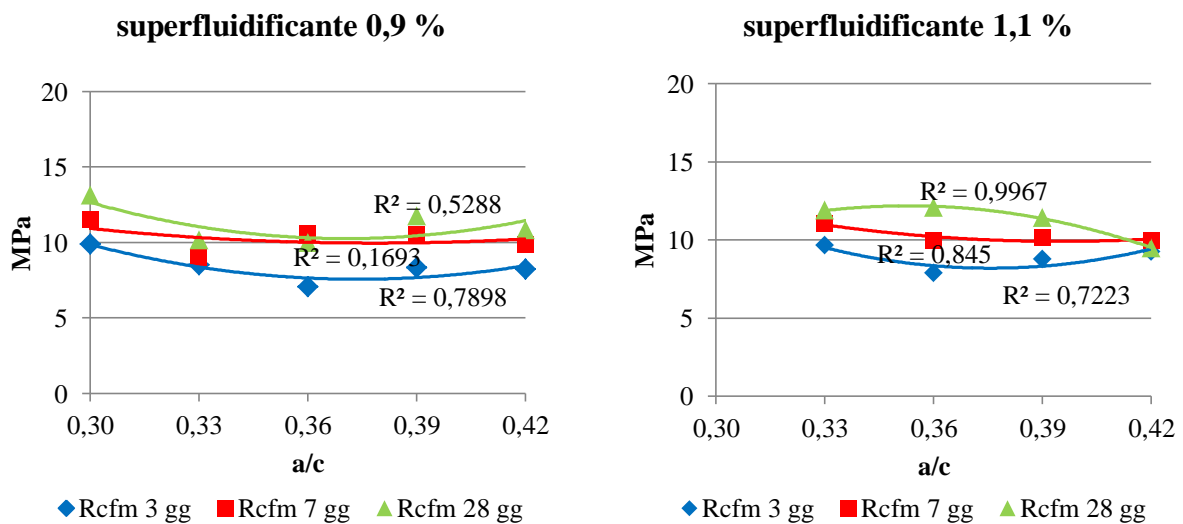 superfluidificante 0,9 %
20
15
10
5
0
MPa
R² = 0,5288
R² = 0,1693
R² = 0,7898
0,30 0,33 0,36 0,39 0,42
a/c
Rcfm 3 gg Rcfm 7 gg Rcfm 28 gg
superfluidificante 1,1 %
20
15
10
5
0
MPa
R² = 0,9967
R² = 0,845
R² = 0,7223
0,30 0,33 0,36 0,39 0,42
a/c
Rcfm 3 gg Rcfm 7 gg Rcfm 28 gg